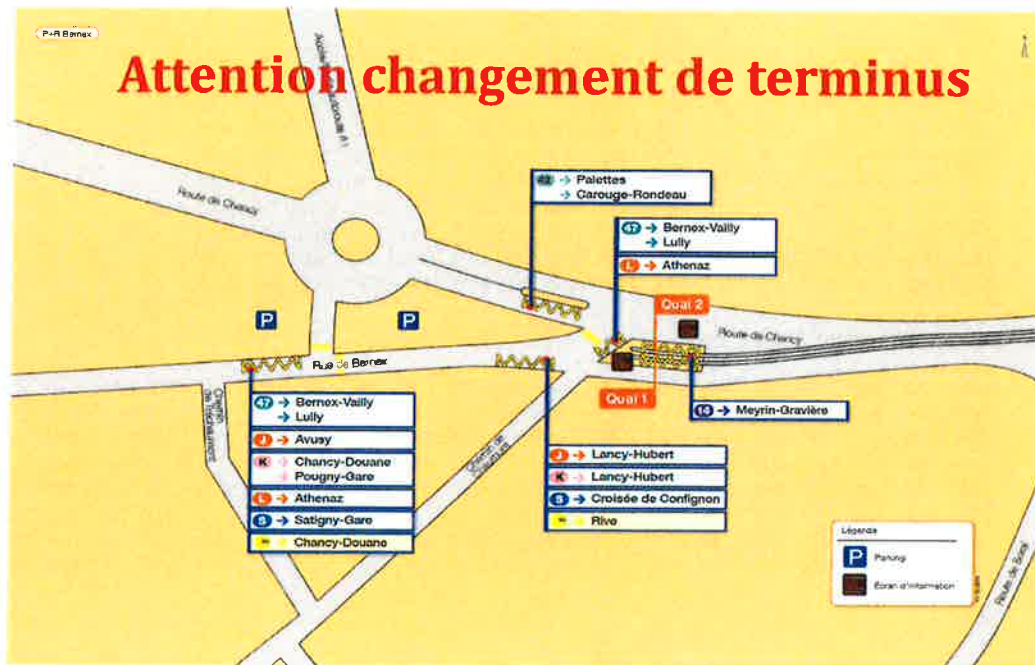 P+R Bernex
Attention changement de terminus
Route de Chancy
42 → Palettes
→ Carouge-Rondeau
47 → Bernex-Vailly
→ Lully
L → Athenaz
Quai 2
Route de Chancy
Quai 1
14 → Meyrin-Gravière
P
P
Rue de Bernex
47 → Bernex-Vailly
→ Lully
J → Avusy
K → Chancy-Douane
→ Pougny-Gare
L → Athenaz
S → Satigny-Gare
→ Chancy-Douane
J → Lancy-Hubert
K → Lancy-Hubert
S → Croisée de Confignon
→ Rive
Chemin de
Légende
P Parking
Écran d'information